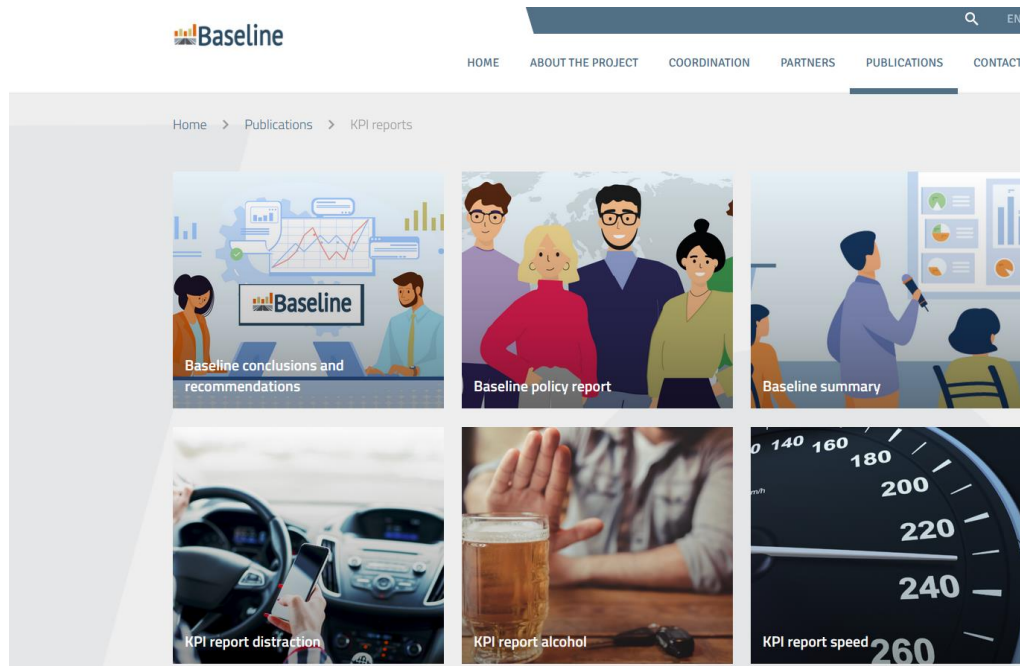 Baseline
EN
HOME ABOUT THE PROJECT COORDINATION PARTNERS PUBLICATIONS CONTACT
Home > Publications > KPI reports
Baseline
Baseline conclusions and
recommendations
Baseline policy report
Baseline summary
140 160
180
200
220
240
260
km/h
KPI report distraction
KPI report alcohol
KPI report speed